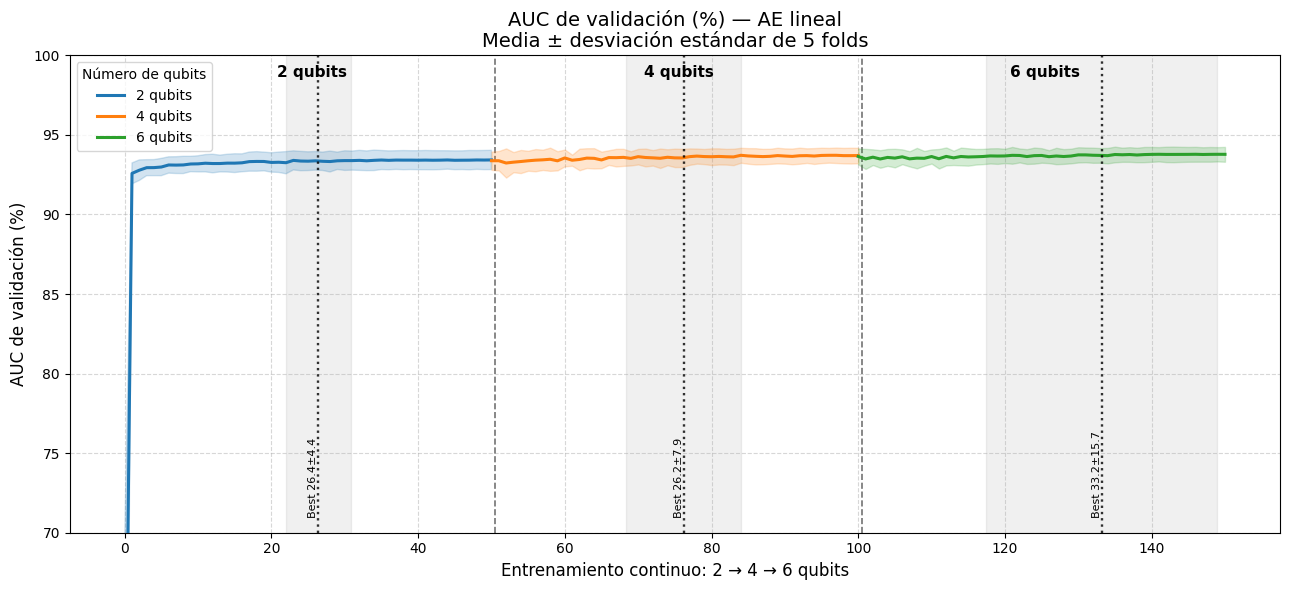 AUC de validación (%) — AE lineal
Media ± desviación estándar de 5 folds
Número de qubits
2 qubits
4 qubits
6 qubits
2 qubits
4 qubits
6 qubits
AUC de validación (%)
100
95
90
85
80
75
70
Best 26.4±4.4
Best 26.2±7.9
Best 33.2±15.7
0 20 40 60 80 100 120 140
Entrenamiento continuo: 2 → 4 → 6 qubits